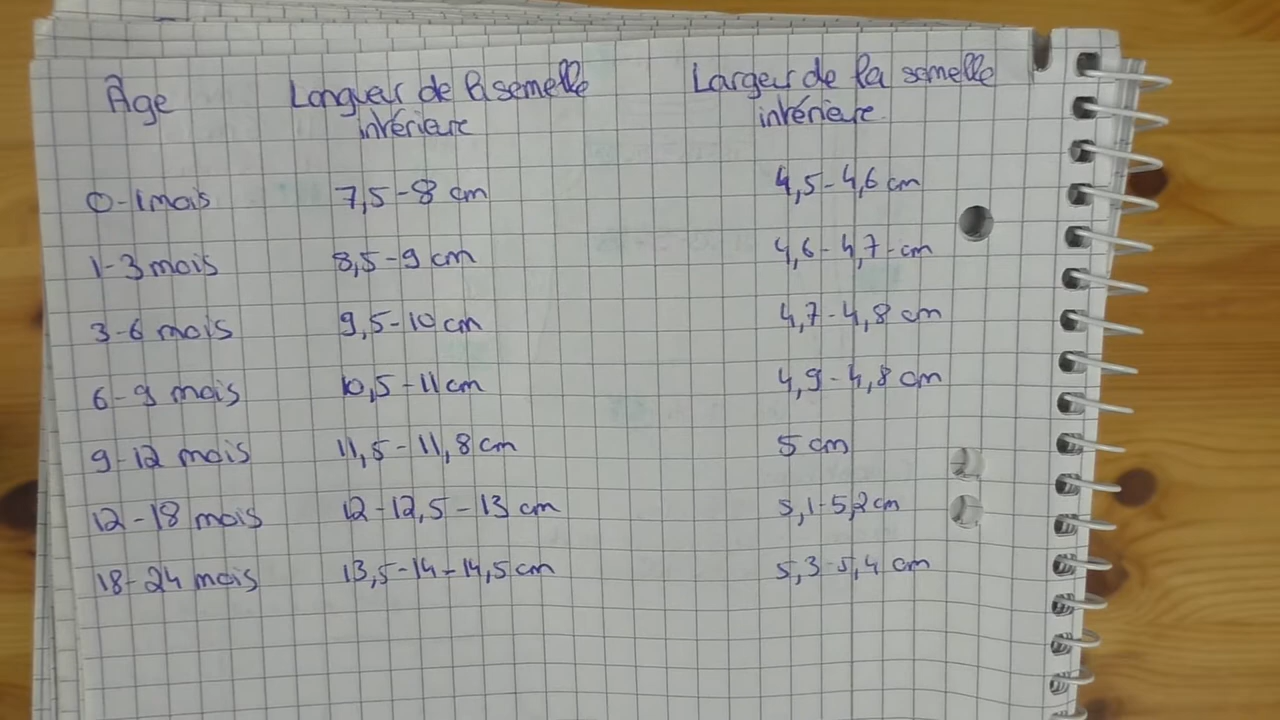 Âge Longueur de la semelle Largeur de la semelle
intérieure intérieure
0-1 mois 7,5-8 cm 4,5-4,6 cm
1-3 mois 8,5-9 cm 4,6-4,7-cm
3-6 mois 9,5-10 cm 4,7-4,8 cm
6-9 mois 10,5-11 cm 4,9-4,8 cm
9-12 mois 11,5-11,8 cm 5 cm
12-18 mois 12-12,5-13 cm 5,1-5,2 cm
18-24 mois 13,5-14-14,5 cm 5,3-5,4 cm